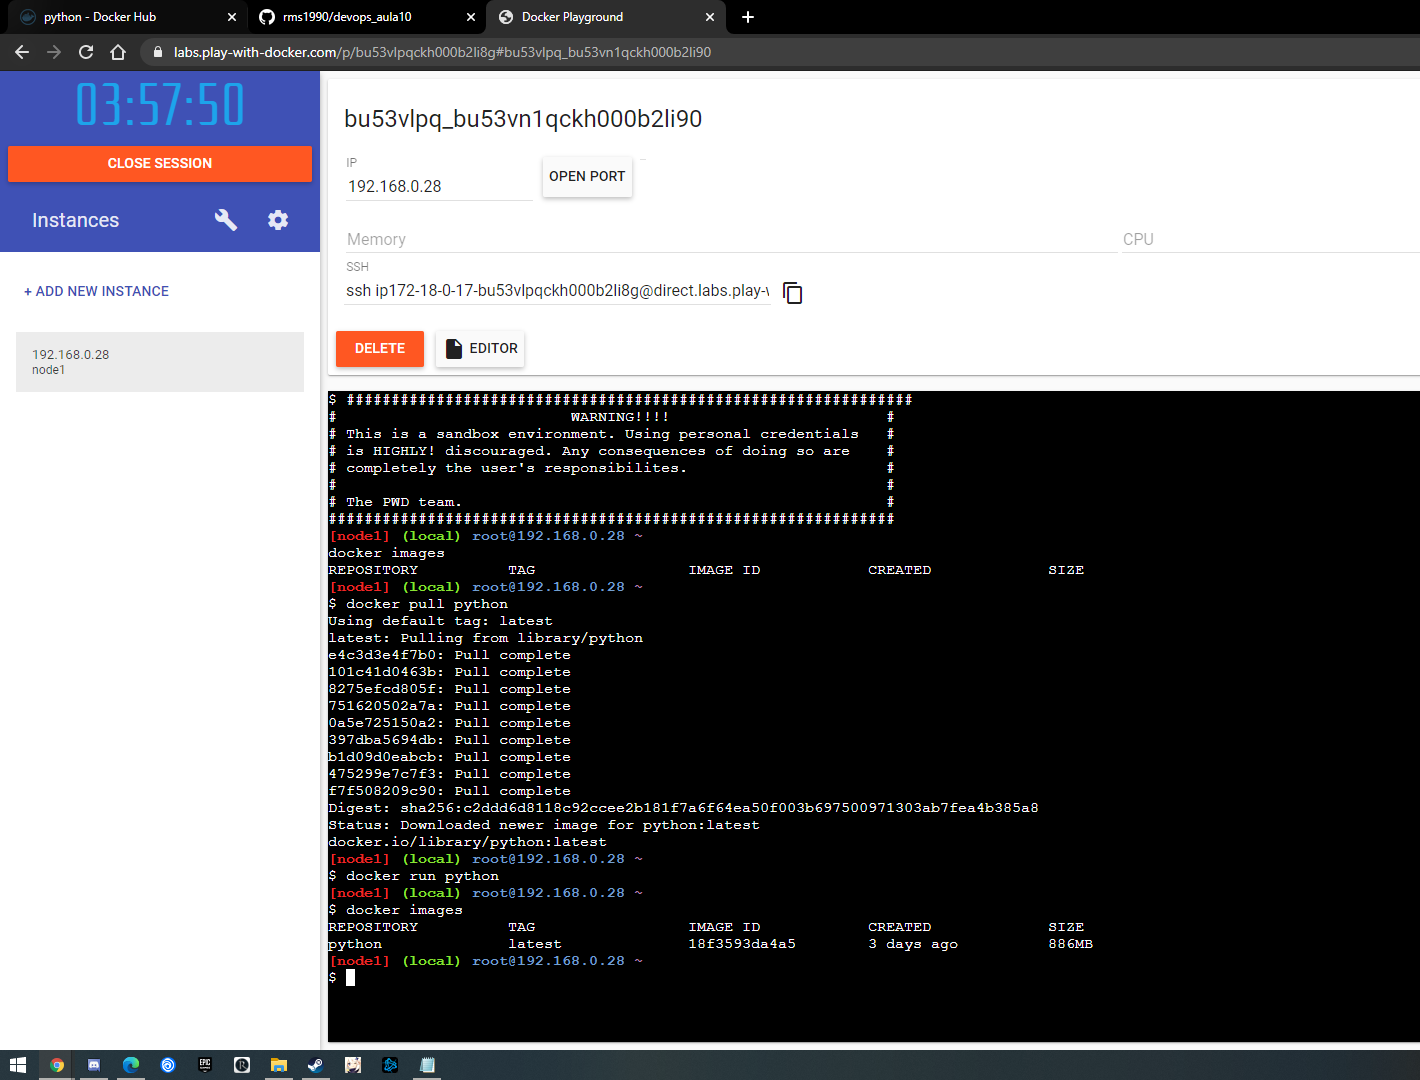 python - Docker Hub
rms1990/devops_aula10
Docker Playground
labs.play-with-docker.com/p/bu53vlpqckh000b2li8g#bu53vlpq_bu53vn1qckh000b2li90
03:57:50
CLOSE SESSION
Instances
+ ADD NEW INSTANCE
192.168.0.28
node1
bu53vlpq_bu53vn1qckh000b2li90
IP
192.168.0.28
OPEN PORT
Memory
CPU
SSH
ssh ip172-18-0-17-bu53vlpqckh000b2li8g@direct.labs.play-w
DELETE
EDITOR
$ ###############################################################
#                          WARNING!!!!                        #
# This is a sandbox environment. Using personal credentials   #
# is HIGHLY! discouraged. Any consequences of doing so are    #
# completely the user's responsibilites.                      #
#                                                             #
# The PWD team.                                               #
###############################################################
[node1] (local) root@192.168.0.28 ~
docker images
REPOSITORY          TAG                 IMAGE ID            CREATED             SIZE
[node1] (local) root@192.168.0.28 ~
$ docker pull python
Using default tag: latest
latest: Pulling from library/python
e4c3d3e4f7b0: Pull complete
101c41d0463b: Pull complete
8275efcd805f: Pull complete
751620502a7a: Pull complete
0a5e725150a2: Pull complete
397dba5694db: Pull complete
b1d09d0eabcb: Pull complete
475299e7c7f3: Pull complete
f7f508209c90: Pull complete
Digest: sha256:c2ddd6d8118c92ccee2b181f7a6f64ea50f003b697500971303ab7fea4b385a8
Status: Downloaded newer image for python:latest
docker.io/library/python:latest
[node1] (local) root@192.168.0.28 ~
$ docker run python
[node1] (local) root@192.168.0.28 ~
$ docker images
REPOSITORY          TAG                 IMAGE ID            CREATED             SIZE
python              latest              18f3593da4a5        3 days ago          886MB
[node1] (local) root@192.168.0.28 ~
$
EPIC